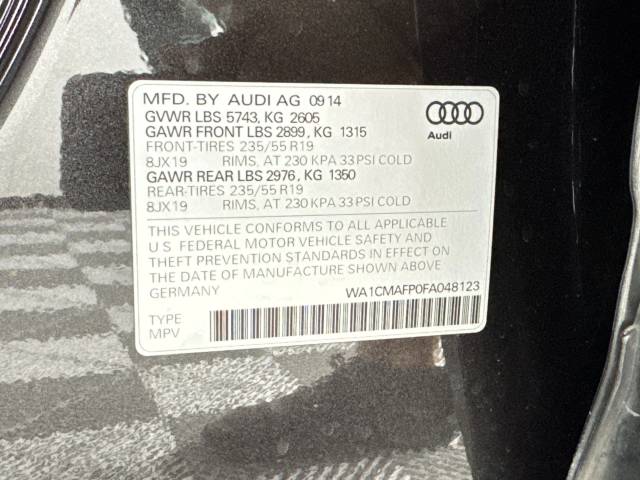 MFD. BY AUDI AG 09 14
GVWR LBS 5743, KG 2605
GAWR FRONT LBS 2899, KG 1315
FRONT-TIRES 235/55 R19
8JX19 RIMS, AT 230 KPA 33 PSI COLD
GAWR REAR LBS 2976, KG 1350
REAR-TIRES 235/55 R19
8JX19 RIMS, AT 230 KPA 33 PSI COLD
Audi
THIS VEHICLE CONFORMS TO ALL APPLICABLE
U.S. FEDERAL MOTOR VEHICLE SAFETY AND
THEFT PREVENTION STANDARDS IN EFFECT ON
THE DATE OF MANUFACTURE SHOWN ABOVE
GERMANY
WA1CMAFP0FA048123
TYPE
MPV